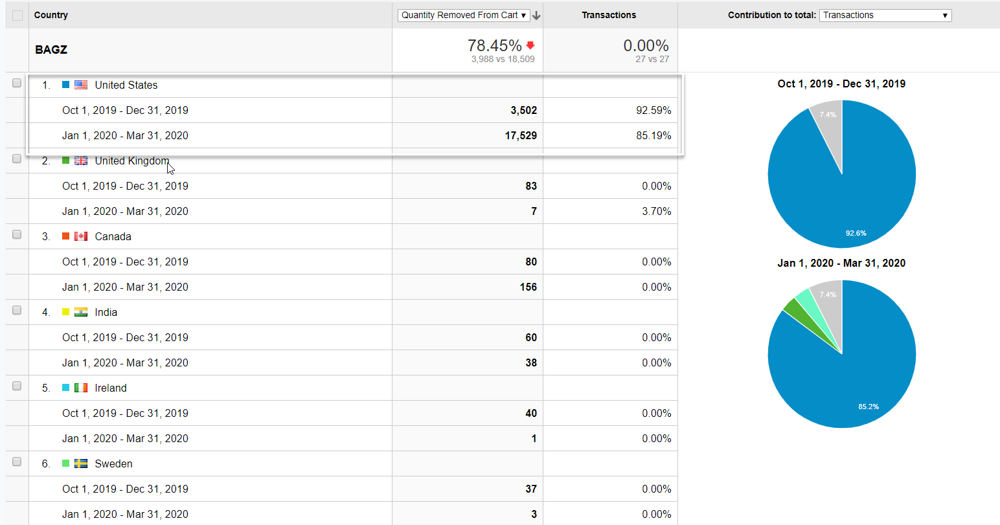 Country Quantity Removed From Cart Transactions Contribution to total: Transactions
BAGZ 78.45% 0.00%
3,988 vs 18,509 27 vs 27
1. United States
Oct 1, 2019 - Dec 31, 2019 3,502 92.59%
Jan 1, 2020 - Mar 31, 2020 17,529 85.19%
2. United Kingdom
Oct 1, 2019 - Dec 31, 2019 83 0.00%
Jan 1, 2020 - Mar 31, 2020 7 3.70%
3. Canada
Oct 1, 2019 - Dec 31, 2019 80 0.00%
Jan 1, 2020 - Mar 31, 2020 156 0.00%
4. India
Oct 1, 2019 - Dec 31, 2019 60 0.00%
Jan 1, 2020 - Mar 31, 2020 38 0.00%
5. Ireland
Oct 1, 2019 - Dec 31, 2019 40 0.00%
Jan 1, 2020 - Mar 31, 2020 1 0.00%
6. Sweden
Oct 1, 2019 - Dec 31, 2019 37 0.00%
Jan 1, 2020 - Mar 31, 2020 3 0.00%
Oct 1, 2019 - Dec 31, 2019
7.4%
92.6%
Jan 1, 2020 - Mar 31, 2020
7.4%
85.2%